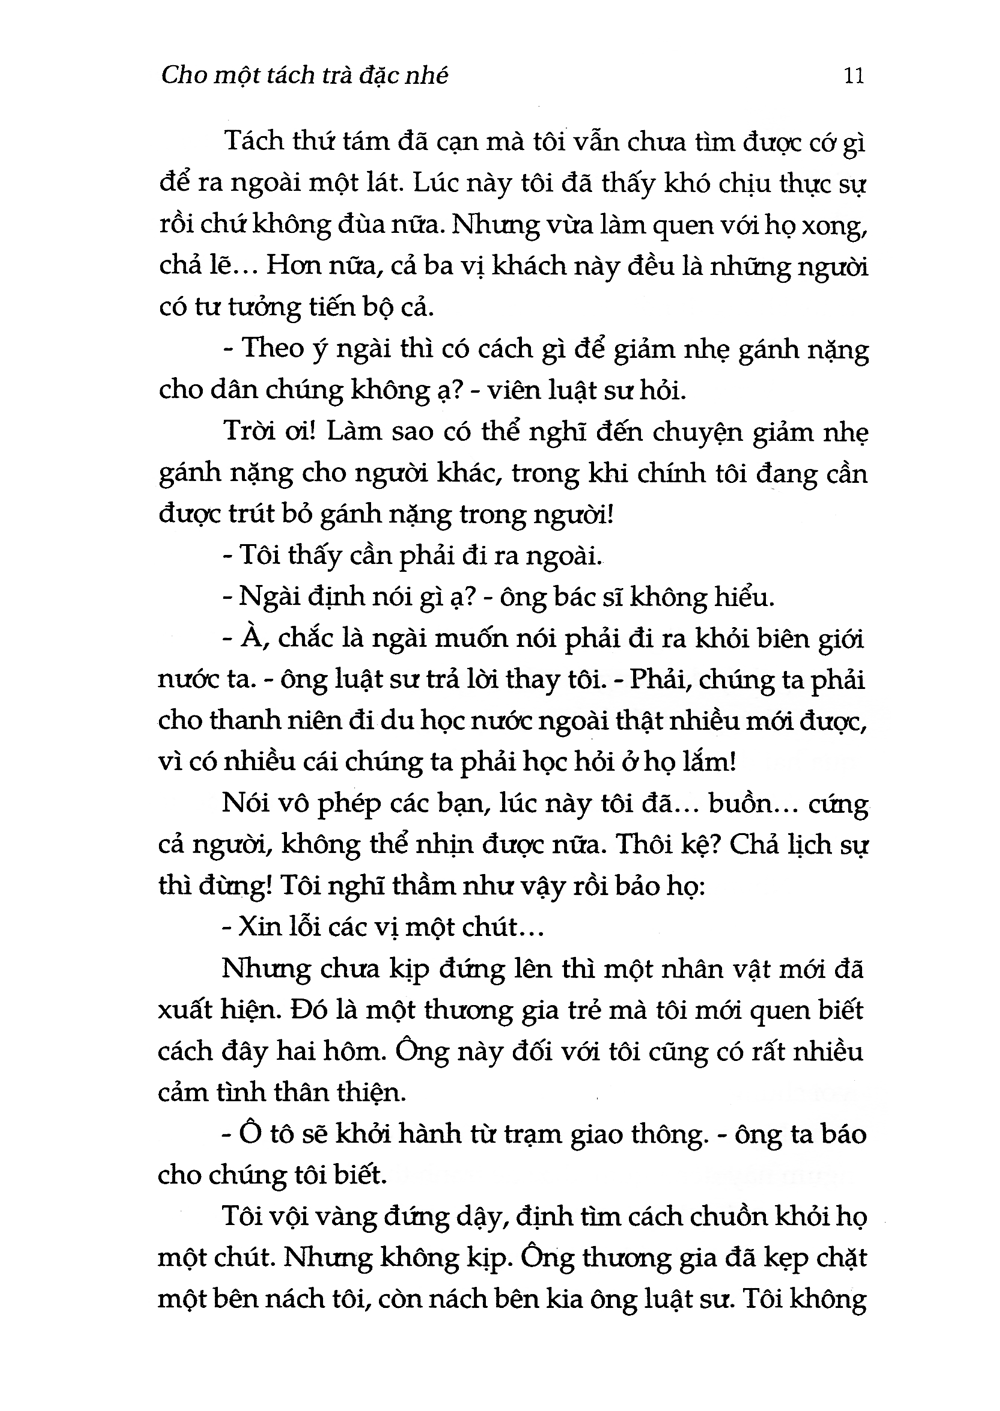 Cho một tách trà đặc nhé 11
Tách thứ tám đã cạn mà tôi vẫn chưa tìm được cớ gì
để ra ngoài một lát. Lúc này tôi đã thấy khó chịu thực sự
rồi chứ không đùa nữa. Nhưng vừa làm quen với họ xong,
chả lẽ... Hơn nữa, cả ba vị khách này đều là những người
có tư tưởng tiến bộ cả.
- Theo ý ngài thì có cách gì để giảm nhẹ gánh nặng
cho dân chúng không ạ? - viên luật sư hỏi.
Trời ơi! Làm sao có thể nghĩ đến chuyện giảm nhẹ
gánh nặng cho người khác, trong khi chính tôi đang cần
được trút bỏ gánh nặng trong người!
- Tôi thấy cần phải đi ra ngoài.
- Ngài định nói gì ạ? - ông bác sĩ không hiểu.
- À, chắc là ngài muốn nói phải đi ra khỏi biên giới
nước ta. - ông luật sư trả lời thay tôi. - Phải, chúng ta phải
cho thanh niên đi du học nước ngoài thật nhiều mới được,
vì có nhiều cái chúng ta phải học hỏi ở họ lắm!
Nói vô phép các bạn, lúc này tôi đã... buồn... cứng
cả người, không thể nhịn được nữa. Thôi kệ? Chả lịch sự
thì đừng! Tôi nghĩ thầm như vậy rồi bảo họ:
- Xin lỗi các vị một chút...
Nhưng chưa kịp đứng lên thì một nhân vật mới đã
xuất hiện. Đó là một thương gia trẻ mà tôi mới quen biết
cách đây hai hôm. Ông này đối với tôi cũng có rất nhiều
cảm tình thân thiện.
- Ô tô sẽ khởi hành từ trạm giao thông. - ông ta báo
cho chúng tôi biết.
Tôi vội vàng đứng dậy, định tìm cách chuồn khỏi họ
một chút. Nhưng không kịp. Ông thương gia đã kẹp chặt
một bên nách tôi, còn nách bên kia ông luật sư. Tôi không